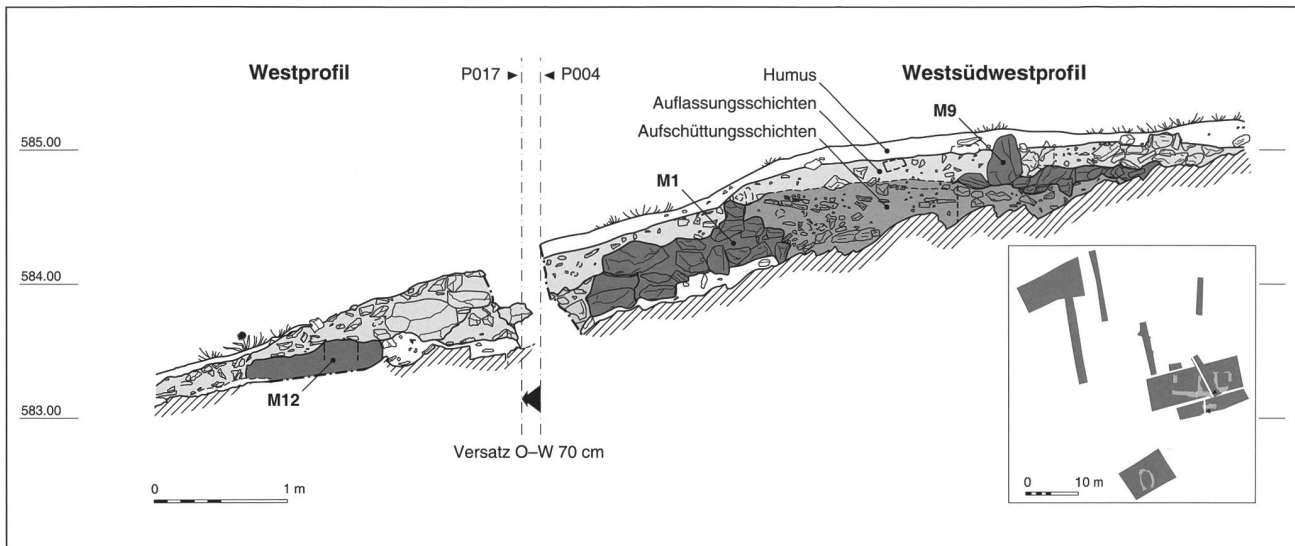 Westprofil
P017
P004
Westsüdwestprofil
Humus
Auflassungsschichten
Aufschüttungsschichten
M9
M1
585.00
584.00
583.00
M12
Versatz O–W 70 cm
0 1 m
0 10 m